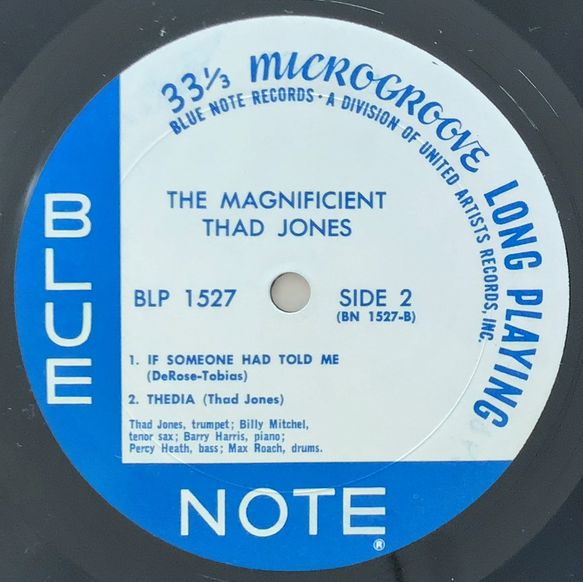 33⅓ MICROGROOVE LONG PLAYING
BLUE NOTE RECORDS · A DIVISION OF UNITED ARTISTS RECORDS, INC.
THE MAGNIFICIENT
THAD JONES
BLP 1527
SIDE 2
(BN 1527-B)
1. IF SOMEONE HAD TOLD ME
(DeRose-Tobias)
2. THEDIA (Thad Jones)
Thad Jones, trumpet; Billy Mitchel,
tenor sax; Barry Harris, piano;
Percy Heath, bass; Max Roach, drums.
BLUE
NOTE®